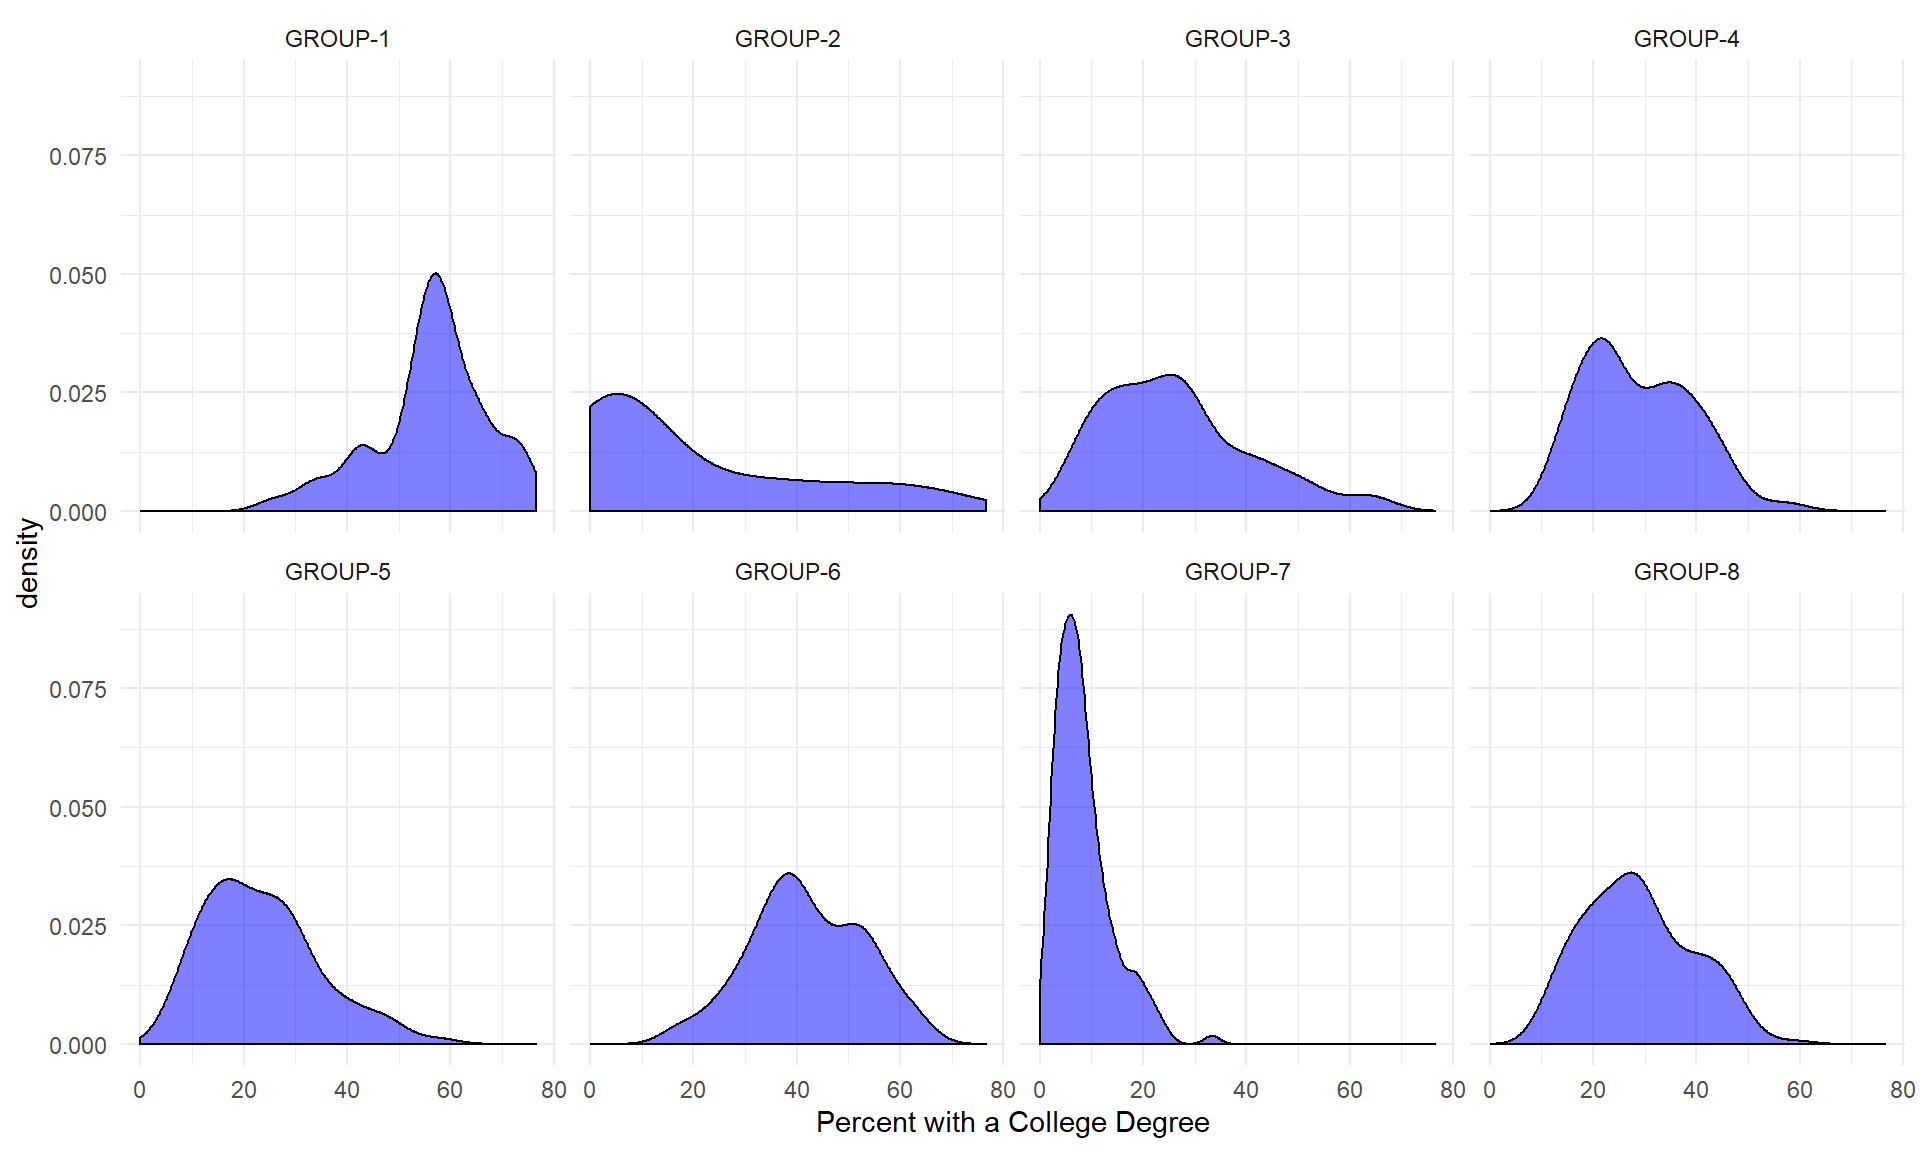 GROUP-1 GROUP-2 GROUP-3 GROUP-4
0.075
0.050
0.025
0.000
density
GROUP-5 GROUP-6 GROUP-7 GROUP-8
0.075
0.050
0.025
0.000
0 20 40 60 80 0 20 40 60 80 0 20 40 60 80 0 20 40 60 80
Percent with a College Degree